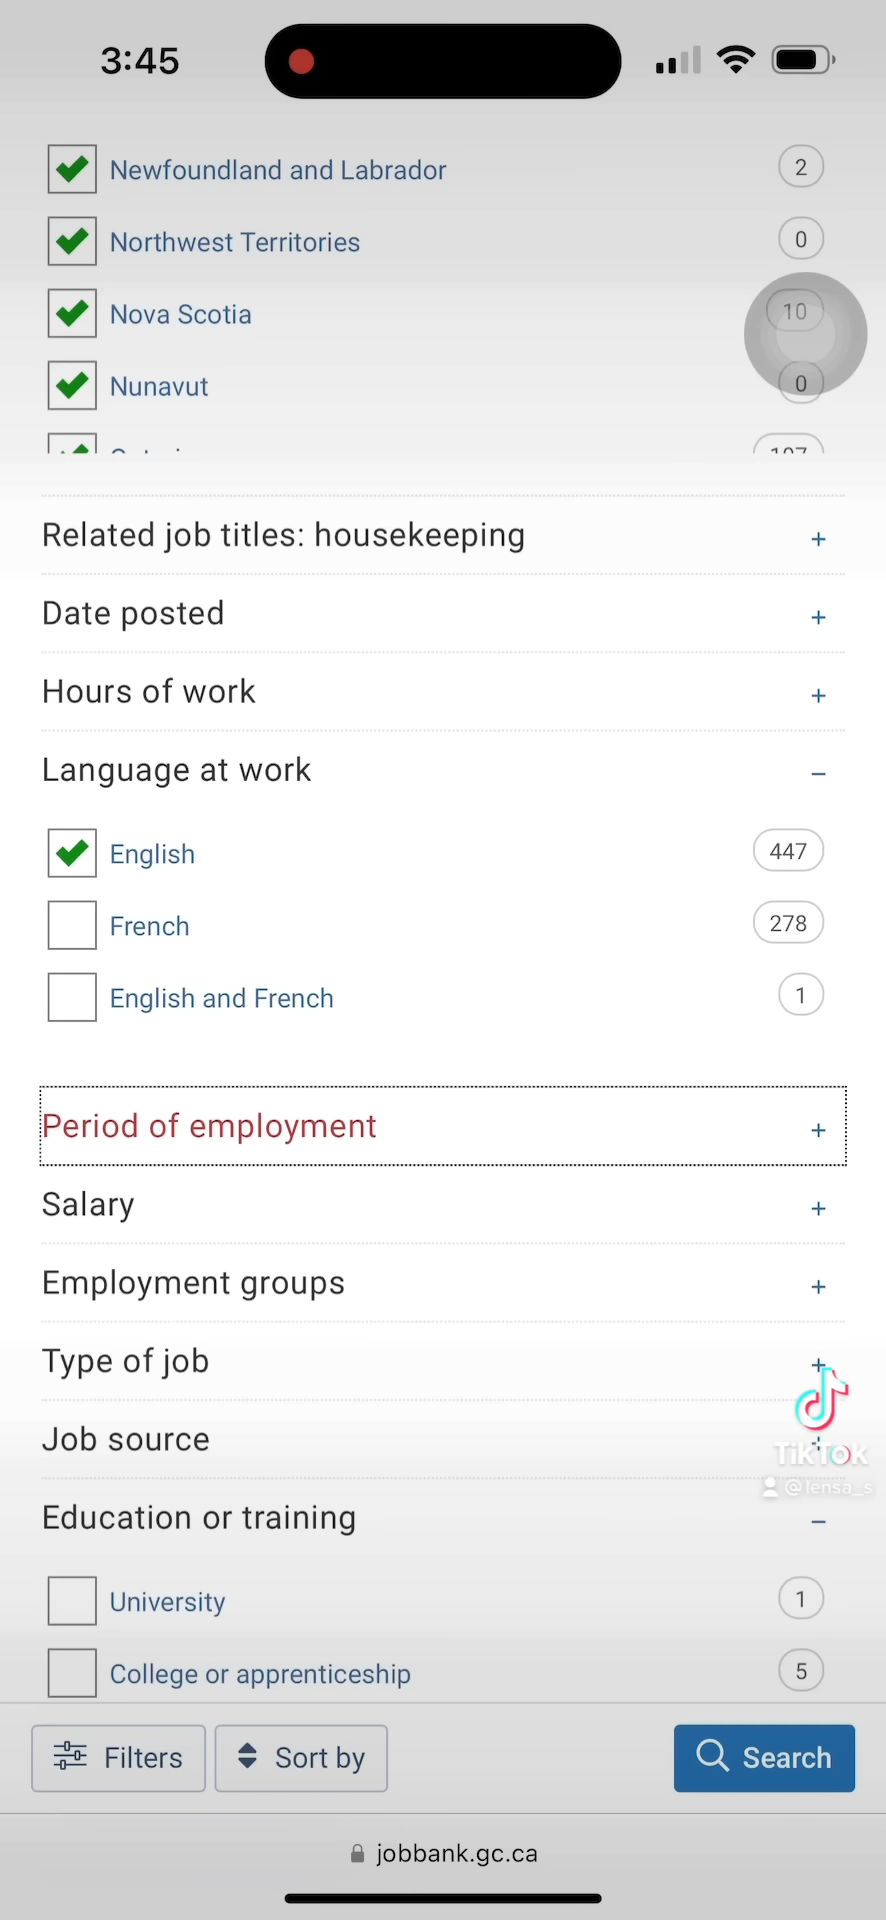 3:45
Newfoundland and Labrador 2
Northwest Territories 0
Nova Scotia 10
Nunavut 0
Related job titles: housekeeping +
Date posted +
Hours of work +
Language at work −
English 447
French 278
English and French 1
Period of employment +
Salary +
Employment groups +
Type of job +
Job source +
TikTok
@lensa_s
Education or training −
University 1
College or apprenticeship 5
Filters Sort by Search
jobbank.gc.ca